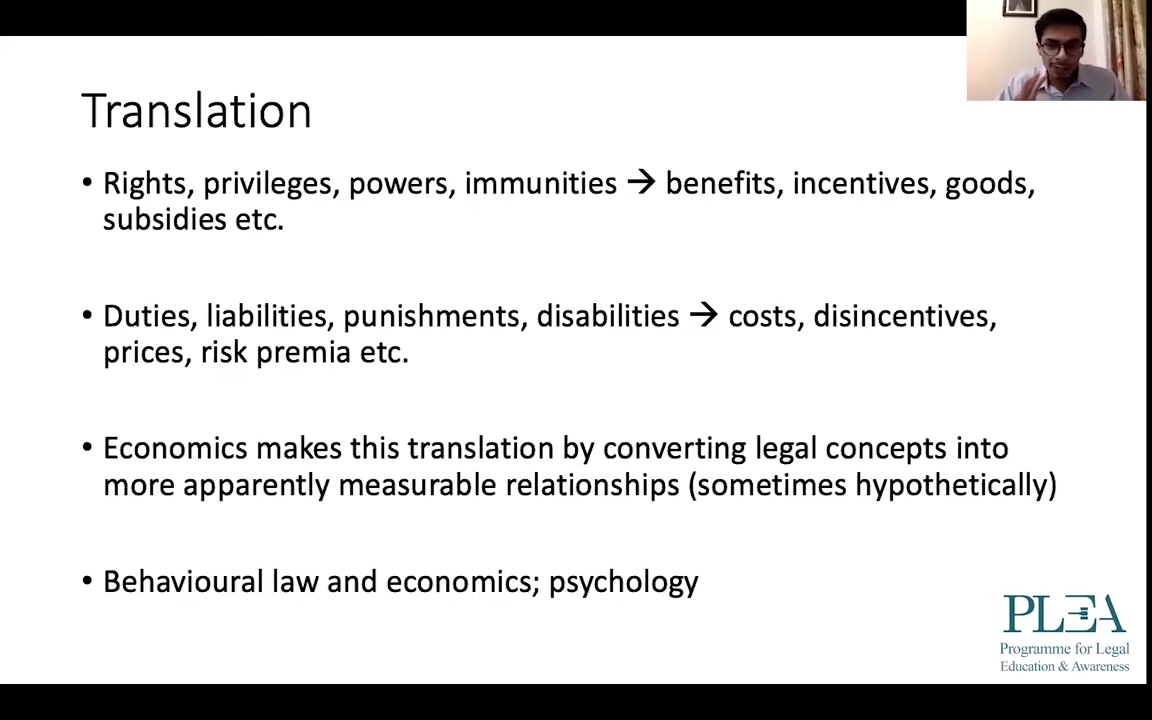 Translation
• Rights, privileges, powers, immunities → benefits, incentives, goods,
subsidies etc.
• Duties, liabilities, punishments, disabilities → costs, disincentives,
prices, risk premia etc.
• Economics makes this translation by converting legal concepts into
more apparently measurable relationships (sometimes hypothetically)
• Behavioural law and economics; psychology
PLEA
Programme for Legal
Education & Awareness